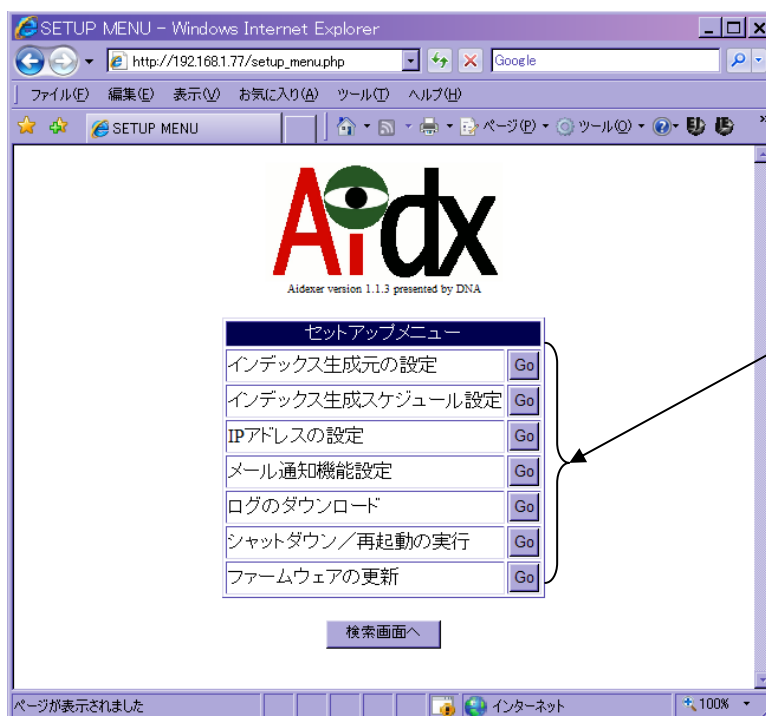 SETUP MENU - Windows Internet Explorer
http://192.168.1.77/setup_menu.php
Google
ファイル(F) 編集(E) 表示(V) お気に入り(A) ツール(T) ヘルプ(H)
SETUP MENU
ページ(P) ツール(O)
Aidx
Aidexer version 1.1.3 presented by DNA
セットアップメニュー
インデックス生成元の設定 Go
インデックス生成スケジュール設定 Go
IPアドレスの設定 Go
メール通知機能設定 Go
ログのダウンロード Go
シャットダウン／再起動の実行 Go
ファームウェアの更新 Go
検索画面へ
ページが表示されました インターネット 100%